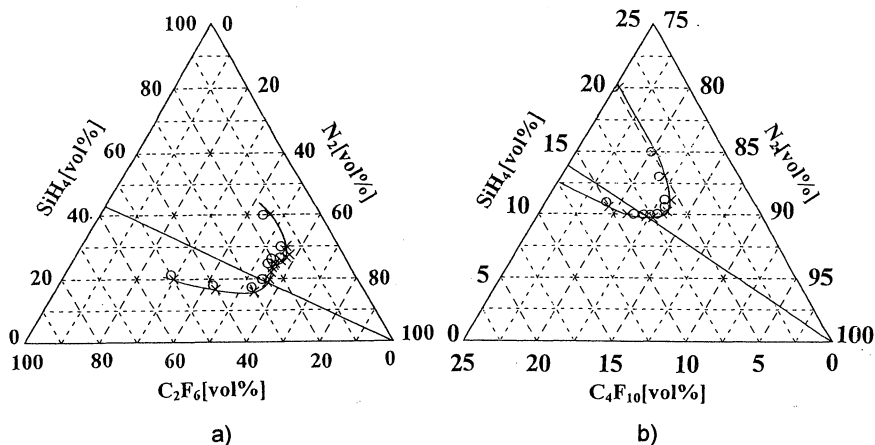 100 0 25 75
80 20 20 80
SiH4[vol%] N2[vol%] SiH4[vol%] N2[vol%]
60 40 15 85
40 60 10 90
20 80 5 95
0 100 0 100
100 80 60 40 20 0 25 20 15 10 5 0
C2F6[vol%] C4F10[vol%]
a) b)